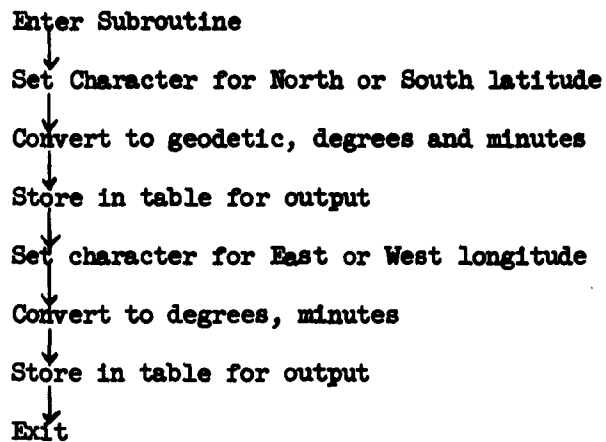 Enter Subroutine
Set Character for North or South latitude
Convert to geodetic, degrees and minutes
Store in table for output
Set character for East or West longitude
Convert to degrees, minutes
Store in table for output
Exit